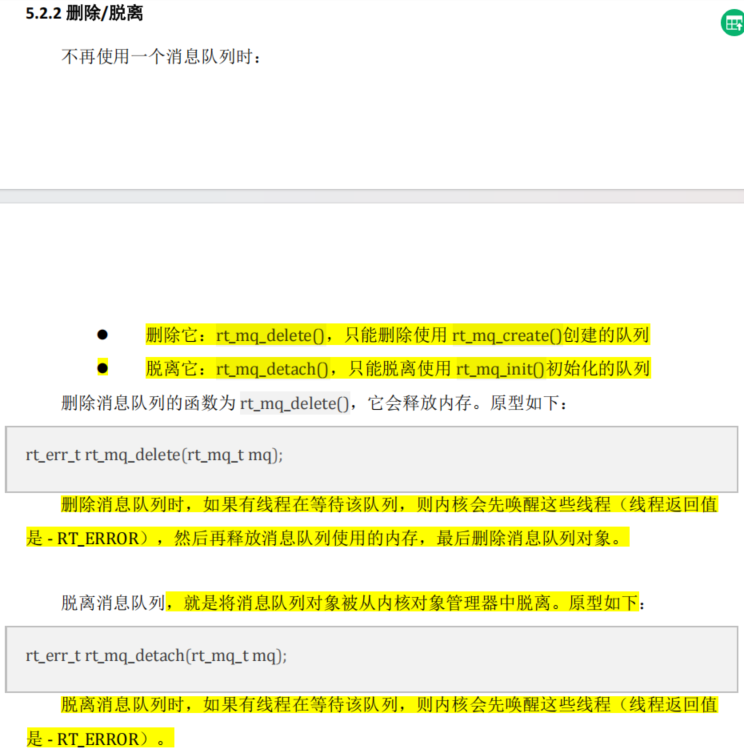 5.2.2 删除/脱离
不再使用一个消息队列时：
● 删除它：rt_mq_delete()，只能删除使用 rt_mq_create()创建的队列
● 脱离它：rt_mq_detach()，只能脱离使用 rt_mq_init()初始化的队列
删除消息队列的函数为 rt_mq_delete()，它会释放内存。原型如下：
rt_err_t rt_mq_delete(rt_mq_t mq);
删除消息队列时，如果有线程在等待该队列，则内核会先唤醒这些线程（线程返回值
是 - RT_ERROR），然后再释放消息队列使用的内存，最后删除消息队列对象。
脱离消息队列，就是将消息队列对象被从内核对象管理器中脱离。原型如下：
rt_err_t rt_mq_detach(rt_mq_t mq);
脱离消息队列时，如果有线程在等待该队列，则内核会先唤醒这些线程（线程返回值
是 - RT_ERROR）。